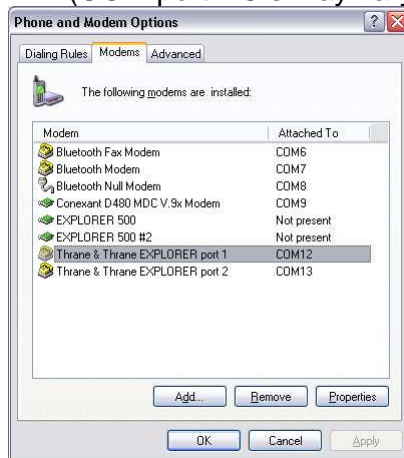 Phone and Modem Options
Dialing Rules Modems Advanced
The following modems are installed:
Modem Attached To
Bluetooth Fax Modem COM6
Bluetooth Modem COM7
Bluetooth Null Modem COM8
Conexant D480 MDC V.9x Modem COM9
EXPLORER 500 Not present
EXPLORER 500 #2 Not present
Thrane & Thrane EXPLORER port 1 COM12
Thrane & Thrane EXPLORER port 2 COM13
Add... Remove Properties
OK Cancel Apply